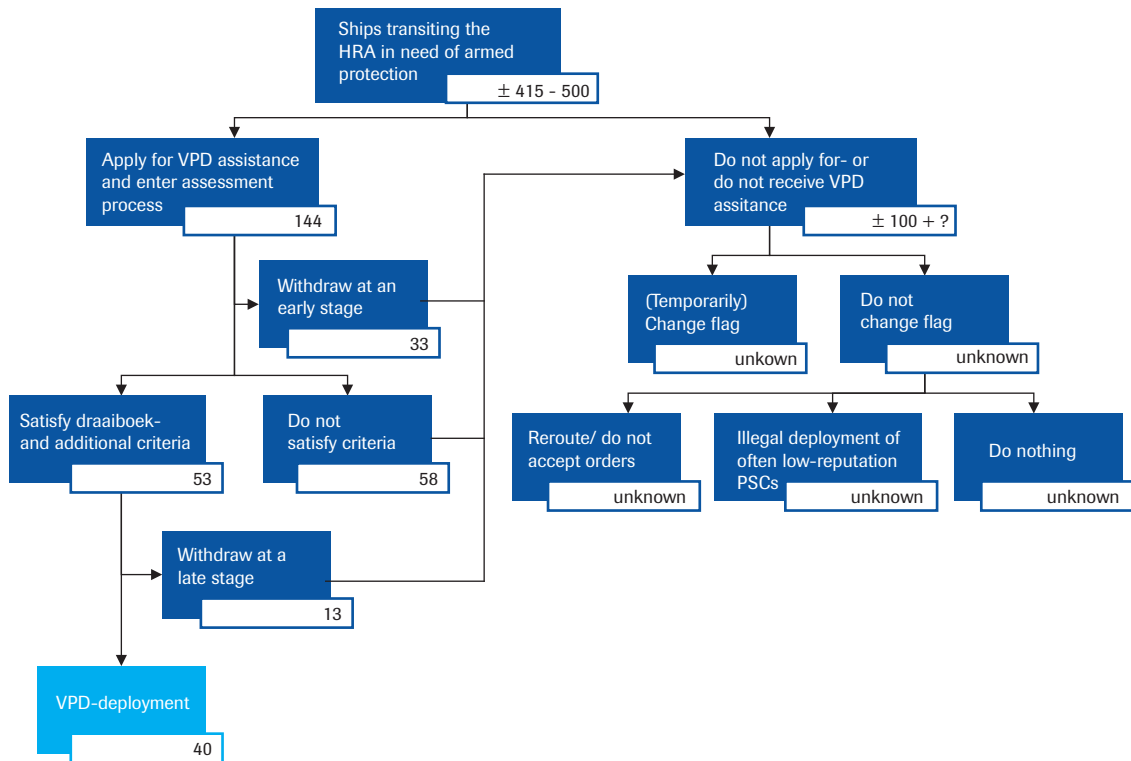 Ships transiting the
HRA in need of armed
protection
± 415 - 500
Apply for VPD assistance
and enter assessment
process
144
Do not apply for- or
do not receive VPD
assitance
± 100 + ?
Withdraw at an
early stage
33
(Temporarily)
Change flag
unkown
Do not
change flag
unknown
Satisfy draaiboek-
and additional criteria
53
Do not
satisfy criteria
58
Reroute/ do not
accept orders
unknown
Illegal deployment of
often low-reputation
PSCs
unknown
Do nothing
unknown
Withdraw at a
late stage
13
VPD-deployment
40